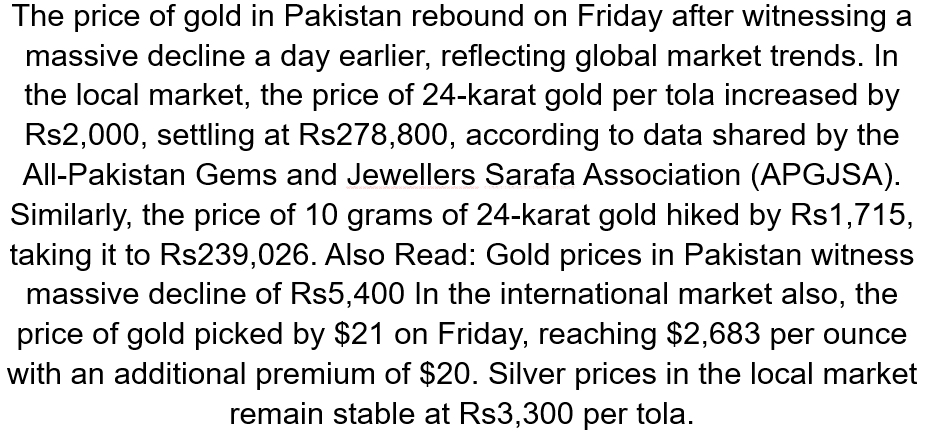 The price of gold in Pakistan rebound on Friday after witnessing a
massive decline a day earlier, reflecting global market trends. In
the local market, the price of 24-karat gold per tola increased by
Rs2,000, settling at Rs278,800, according to data shared by the
All-Pakistan Gems and Jewellers Sarafa Association (APGJSA).
Similarly, the price of 10 grams of 24-karat gold hiked by Rs1,715,
taking it to Rs239,026. Also Read: Gold prices in Pakistan witness
massive decline of Rs5,400 In the international market also, the
price of gold picked by $21 on Friday, reaching $2,683 per ounce
with an additional premium of $20. Silver prices in the local market
remain stable at Rs3,300 per tola.